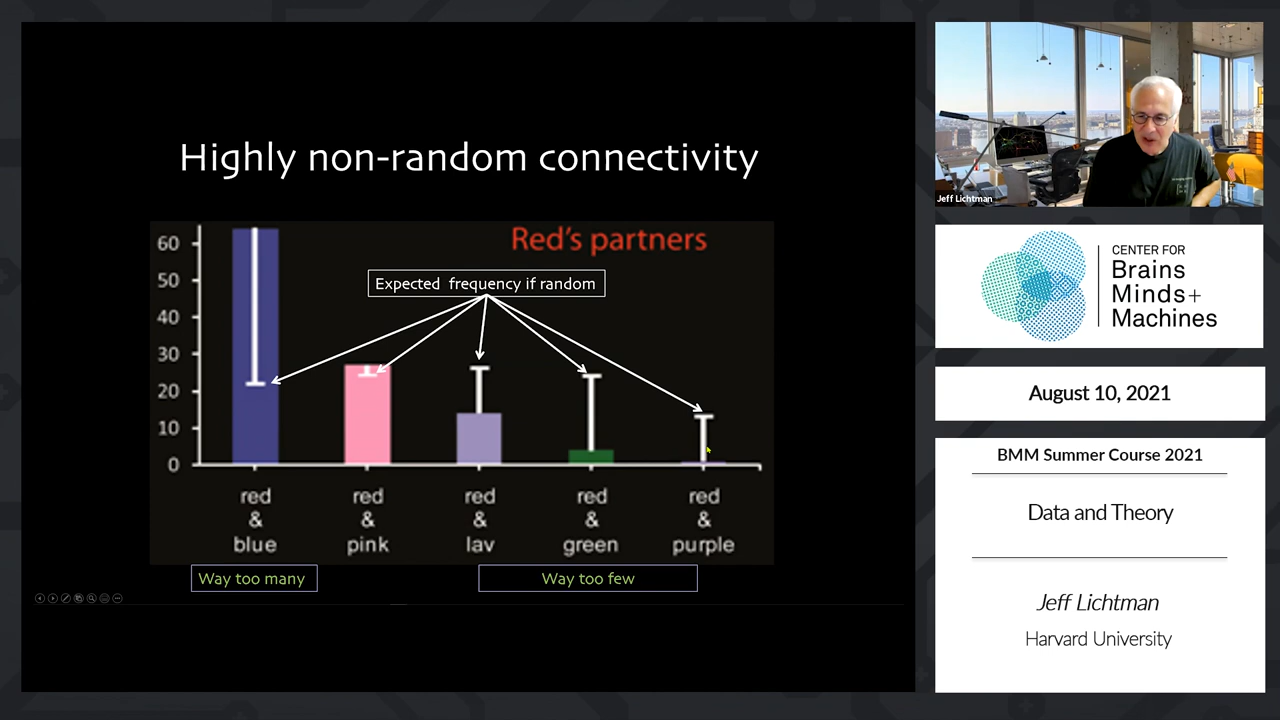 Highly non-random connectivity
Red's partners
Expected frequency if random
60
50
40
30
20
10
0
red & blue
red & pink
red & lav
red & green
red & purple
Way too many
Way too few
Jeff Lichtman
CENTER FOR
Brains
Minds+
Machines
August 10, 2021
BMM Summer Course 2021
Data and Theory
Jeff Lichtman
Harvard University